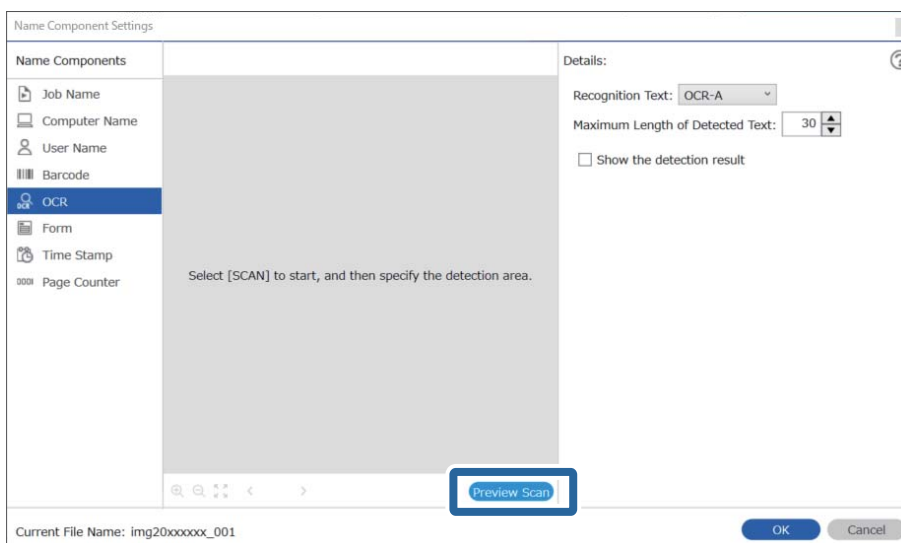 Name Component Settings
Name Components
Job Name
Computer Name
User Name
Barcode
OCR
Form
Time Stamp
Page Counter
Select [SCAN] to start, and then specify the detection area.
Preview Scan
Details:
Recognition Text: OCR-A
Maximum Length of Detected Text: 30
Show the detection result
Current File Name: img20xxxxxx_001
OK
Cancel